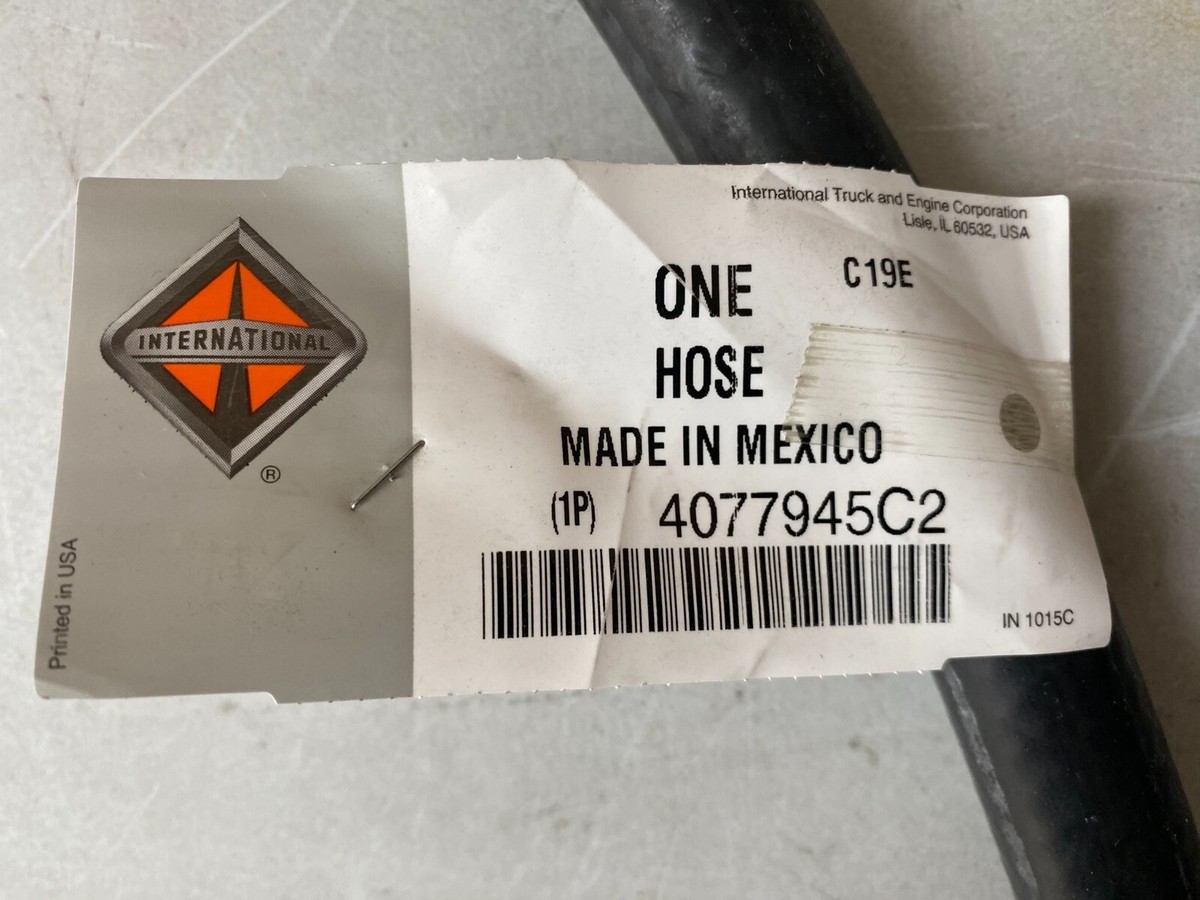 International Truck and Engine Corporation
Lisle, IL 60532, USA
INTERNATIONAL
®
ONE
C19E
HOSE
MADE IN MEXICO
(1P) 4077945C2
IN 1015C
Printed in USA